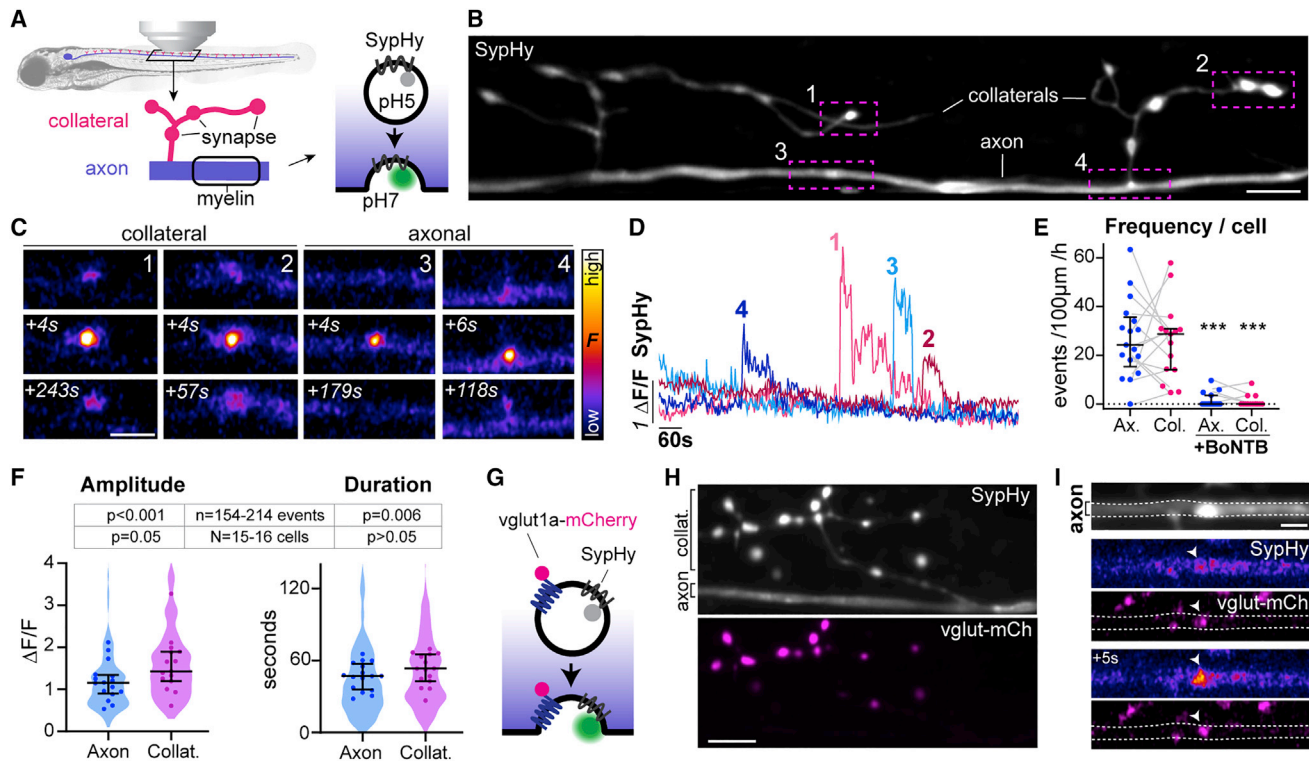 A
SypHy
pH5
pH7
collateral
synapse
axon
myelin
B
SypHy
1
2
collaterals
3
axon
4
C
collateral
axonal
1
2
3
4
+4s
+4s
+4s
+6s
+243s
+57s
+179s
+118s
high
F
low
D
1 ΔF/F SypHy
4
1
3
2
60s
E
Frequency / cell
events /100µm /h
60
40
20
0
*** ***
Ax. Col. Ax. Col.
+BoNTB
F
Amplitude Duration
p<0.001 n=154-214 events p=0.006
p=0.05 N=15-16 cells p>0.05
ΔF/F
4
3
2
1
0
Axon Collat.
seconds
120
60
0
Axon Collat.
G
vglut1a-mCherry
SypHy
H
SypHy
collat.
axon
vglut-mCh
I
axon
SypHy
vglut-mCh
+5s